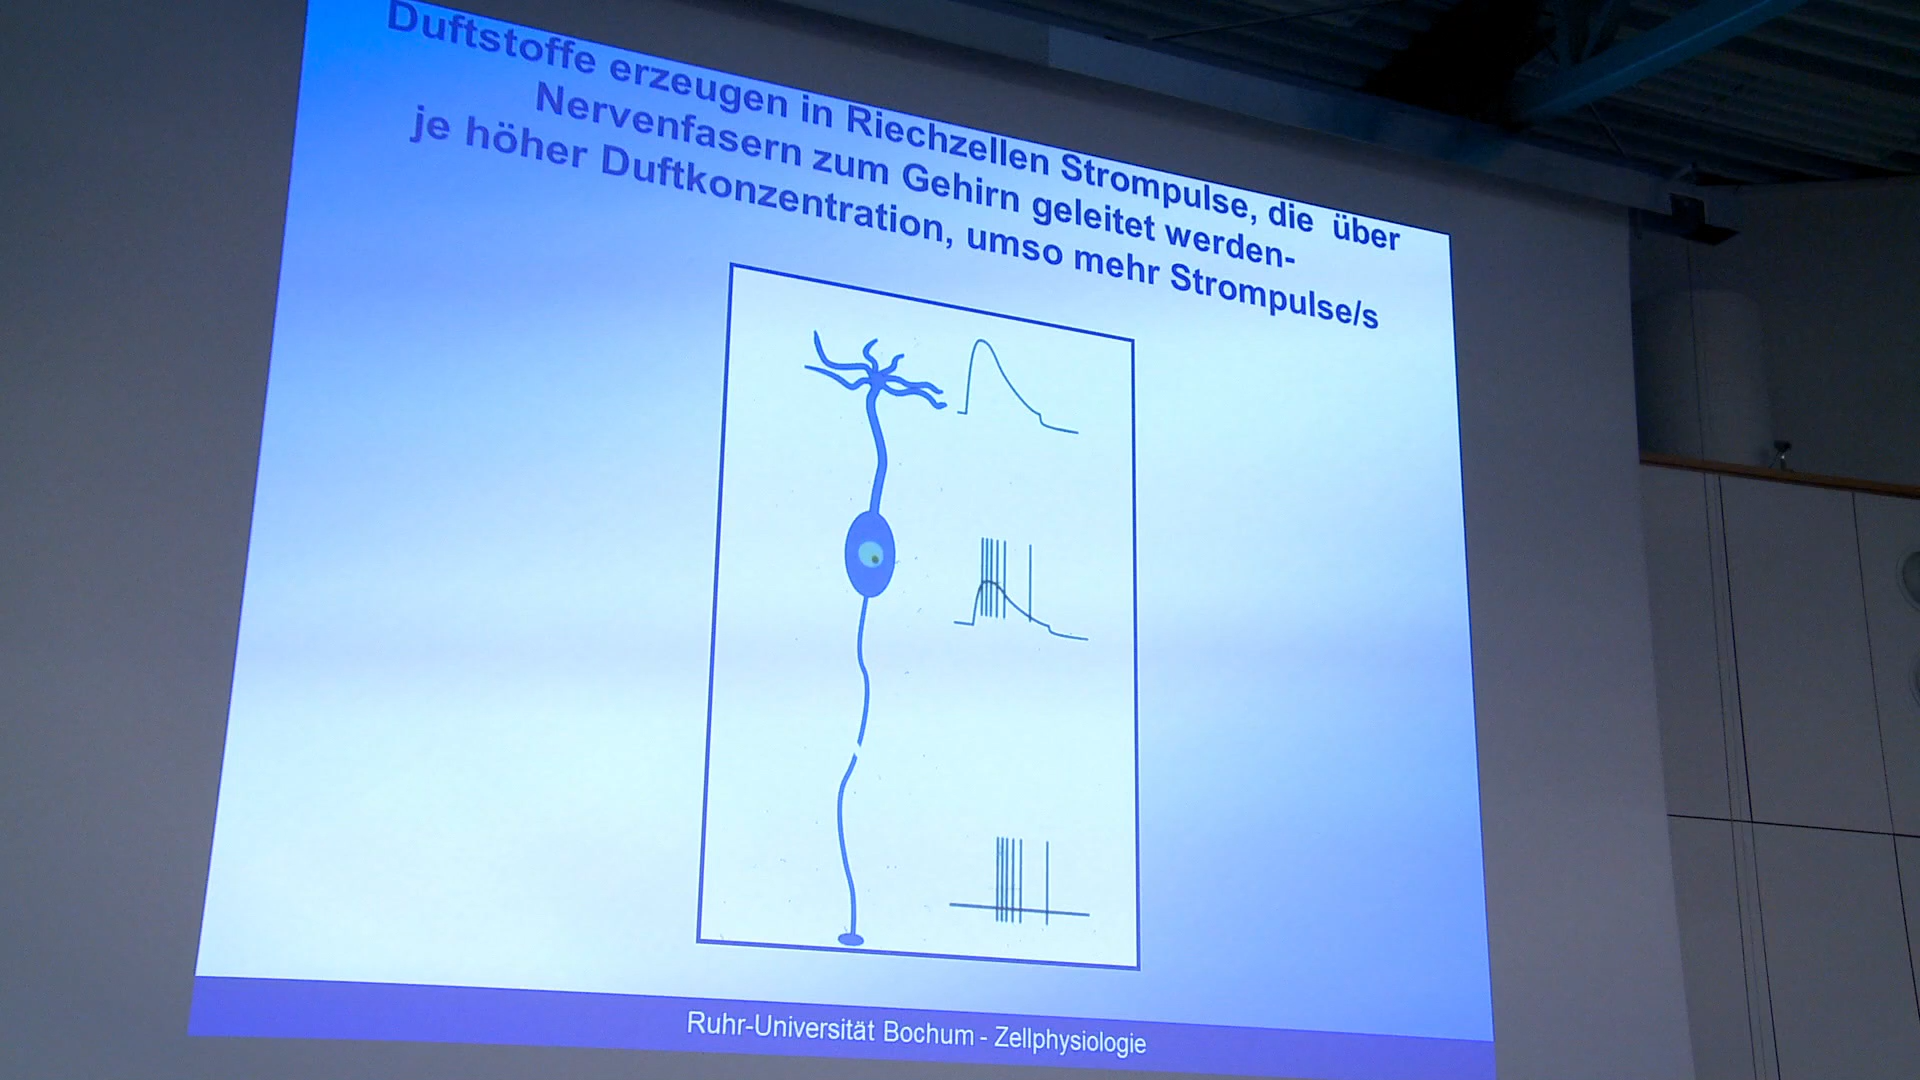 Duftstoffe erzeugen in Riechzellen Strompulse, die über
Nervenfasern zum Gehirn geleitet werden-
je höher Duftkonzentration, umso mehr Strompulse/s
Ruhr-Universität Bochum - Zellphysiologie